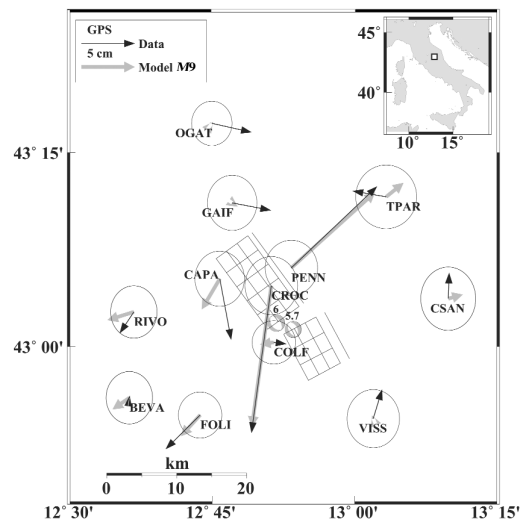 GPS
Data
5 cm
Model M9
45°
40°
10° 15°
OGAT
43° 15'
GAIF
TPAR
CAPA
PENN
CROC
6
5.7
CSAN
RIVO
43° 00'
COLF
BEVA
FOLI
VISS
km
0 10 20
12° 30' 12° 45' 13° 00' 13° 15'